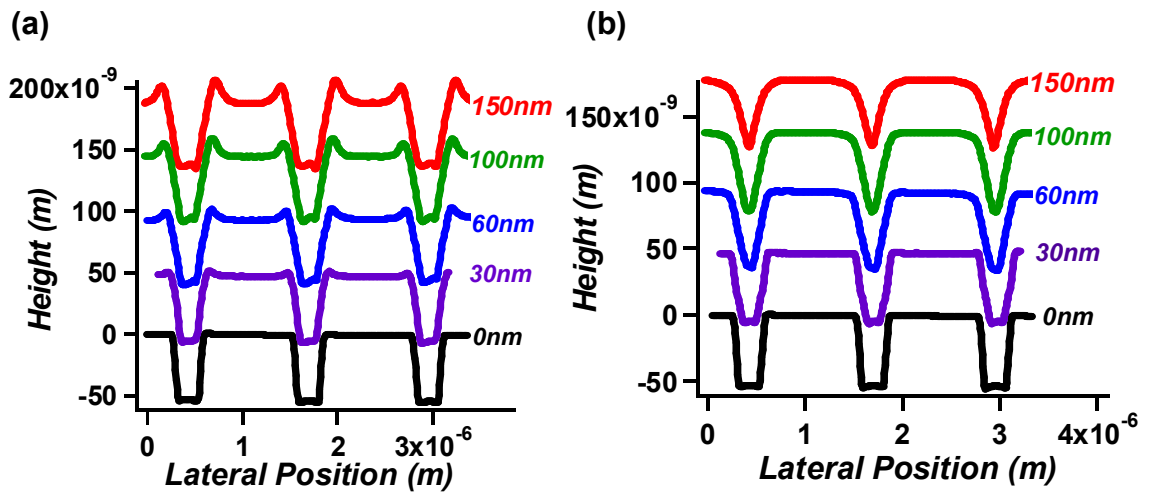 (a)
200x10⁻⁹
150
100
50
0
-50
Height (m)
150nm
100nm
60nm
30nm
0nm
0
1
2
3x10⁻⁶
Lateral Position (m)
(b)
150x10⁻⁹
100
50
0
-50
Height (m)
150nm
100nm
60nm
30nm
0nm
0
1
2
3
4x10⁻⁶
Lateral Position (m)